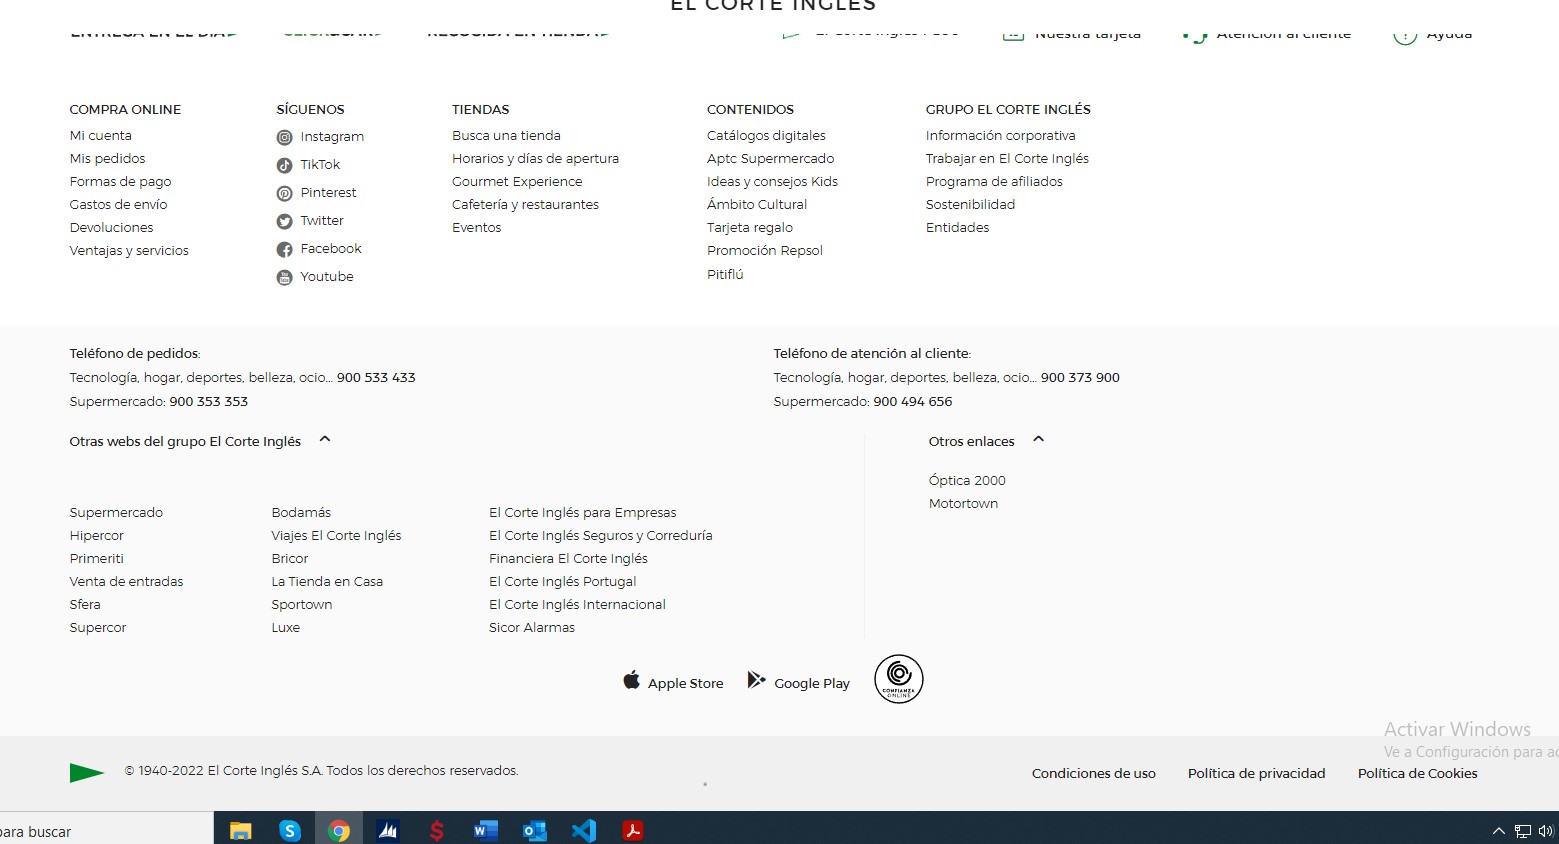 EL CORTE INGLÉS
ENTREGA EN EL DÍA
CLICK&CAR
RECOGIDA EN TIENDA
Nuestra tarjeta
Atención al cliente
Ayuda
COMPRA ONLINE
Mi cuenta
Mis pedidos
Formas de pago
Gastos de envío
Devoluciones
Ventajas y servicios
SÍGUENOS
Instagram
TikTok
Pinterest
Twitter
Facebook
Youtube
TIENDAS
Busca una tienda
Horarios y días de apertura
Gourmet Experience
Cafetería y restaurantes
Eventos
CONTENIDOS
Catálogos digitales
Aptc Supermercado
Ideas y consejos Kids
Ámbito Cultural
Tarjeta regalo
Promoción Repsol
Pitiflú
GRUPO EL CORTE INGLÉS
Información corporativa
Trabajar en El Corte Inglés
Programa de afiliados
Sostenibilidad
Entidades
Teléfono de pedidos:
Tecnología, hogar, deportes, belleza, ocio... 900 533 433
Supermercado: 900 353 353
Teléfono de atención al cliente:
Tecnología, hogar, deportes, belleza, ocio... 900 373 900
Supermercado: 900 494 656
Otras webs del grupo El Corte Inglés
Supermercado
Hipercor
Primeriti
Venta de entradas
Sfera
Supercor
Bodamás
Viajes El Corte Inglés
Bricor
La Tienda en Casa
Sportown
Luxe
El Corte Inglés para Empresas
El Corte Inglés Seguros y Correduría
Financiera El Corte Inglés
El Corte Inglés Portugal
El Corte Inglés Internacional
Sicor Alarmas
Otros enlaces
Óptica 2000
Motortown
Apple Store
Google Play
CONFIANZA
ONLINE
Activar Windows
Ve a Configuración para ac
© 1940-2022 El Corte Inglés S.A. Todos los derechos reservados.
Condiciones de uso
Política de privacidad
Política de Cookies
para buscar